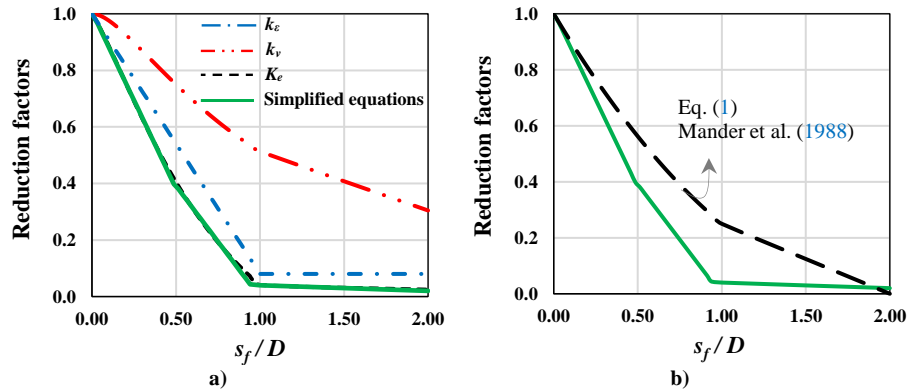 Reduction factors
1.0
0.8
0.6
0.4
0.2
0.0
0.00 0.50 1.00 1.50 2.00
k_ε
k_v
K_e
Simplified equations
s_f/D
a)
Reduction factors
1.0
0.8
0.6
0.4
0.2
0.0
0.00 0.50 1.00 1.50 2.00
Eq. (1)
Mander et al. (1988)
s_f/D
b)